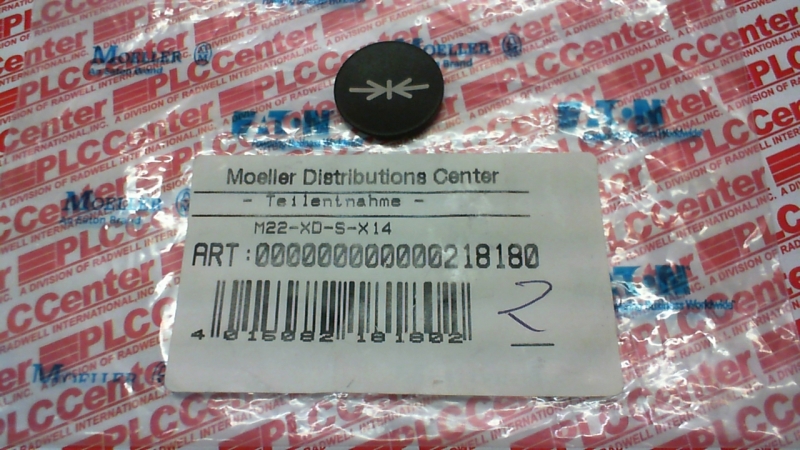 Moeller Distributions Center
- Teilentnahme -
M22-XD-S-X14
ART:000000000000218180
4 015082 181802
2
MOELLER
An Eaton Brand
PLCCenter
A DIVISION OF RADWELL INTERNATIONAL, INC.
EATON